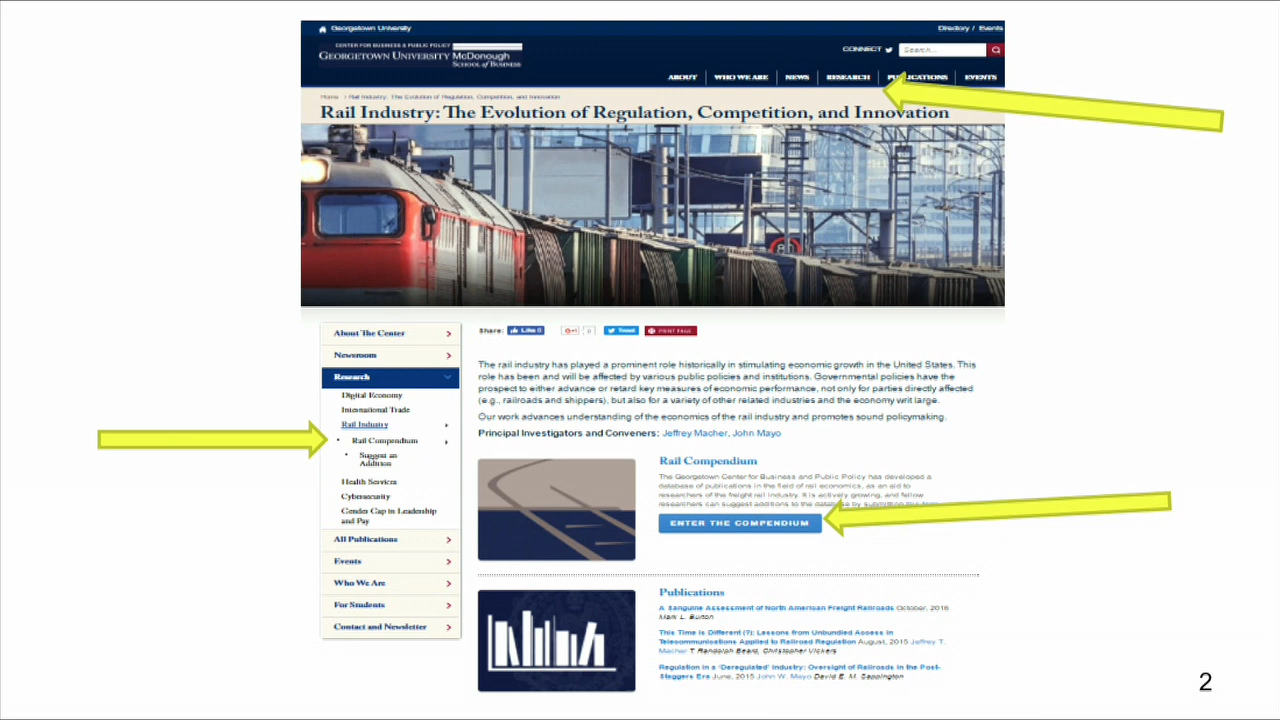 Georgetown University
Directory / Events
CENTER FOR BUSINESS & PUBLIC POLICY
GEORGETOWN UNIVERSITY McDonough
SCHOOL of BUSINESS
CONNECT
Search...
ABOUT WHO WE ARE NEWS RESEARCH PUBLICATIONS EVENTS
Home > Rail Industry: The Evolution of Regulation, Competition, and Innovation
Rail Industry: The Evolution of Regulation, Competition, and Innovation
About The Center
Newsroom
Research
Digital Economy
International Trade
Rail Industry
Rail Compendium
Suggest an
Addition
Health Services
Cybersecurity
Gender Gap in Leadership
and Pay
All Publications
Events
Who We Are
For Students
Contact and Newsletter
Share: Like 0 G+1 0 Tweet PRINT PAGE
The rail industry has played a prominent role historically in stimulating economic growth in the United States. This
role has been and will be affected by various public policies and institutions. Governmental policies have the
prospect to either advance or retard key measures of economic performance, not only for parties directly affected
(e.g., railroads and shippers), but also for a variety of other related industries and the economy writ large.
Our work advances understanding of the economics of the rail industry and promotes sound policymaking.
Principal Investigators and Conveners: Jeffrey Macher, John Mayo
Rail Compendium
The Georgetown Center for Business and Public Policy has developed a
database of publications in the field of rail economics, as an aid to
researchers of the freight rail industry. It is actively growing, and fellow
researchers can suggest additions to the database by submitting this form.
ENTER THE COMPENDIUM
Publications
A Sanguine Assessment of North American Freight Railroads October, 2016
Mark L. Burton
This Time is Different (?): Lessons from Unbundled Access in
Telecommunications Applied to Railroad Regulation August, 2015 Jeffrey T.
Macher T. Randolph Beard, Christopher Vickers
Regulation in a 'Deregulated' Industry: Oversight of Railroads in the Post-
Staggers Era June, 2015 John W. Mayo David E. M. Sappington
2